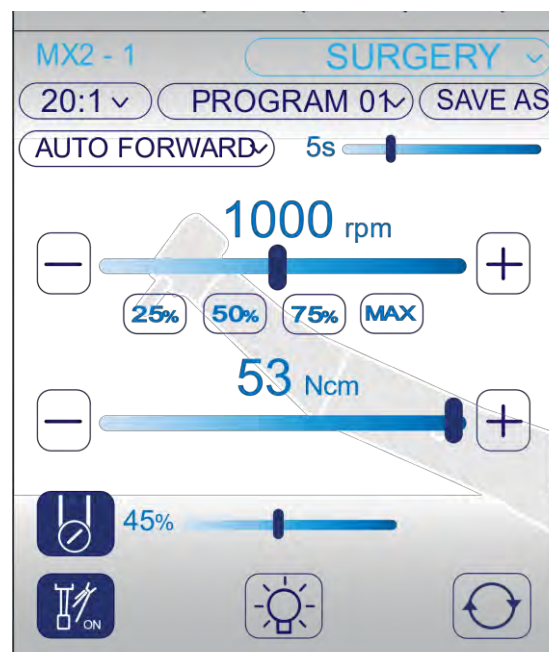 MX2 - 1 SURGERY
20:1 PROGRAM 01 SAVE AS
AUTO FORWARD 5s
1000 rpm
25% 50% 75% MAX
53 Ncm
45%
ON